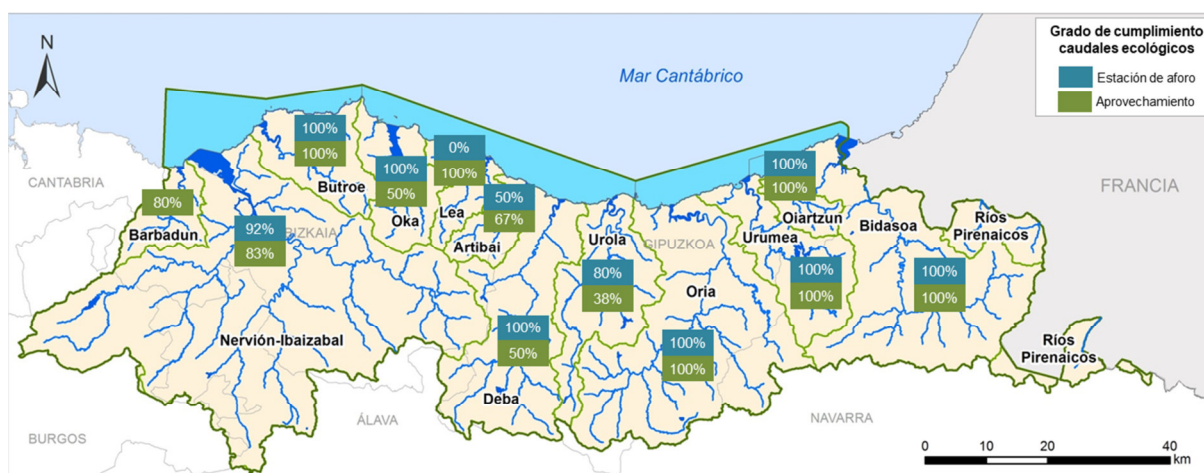 N
Mar Cantábrico
Grado de cumplimiento
caudales ecológicos
Estación de aforo
Aprovechamiento
CANTABRIA
FRANCIA
BIZKAIA
GIPUZKOA
ÁLAVA
NAVARRA
BURGOS
80%
Barbadun
92%
83%
Nervión-Ibaizabal
100%
100%
Butroe
100%
50%
Oka
0%
100%
Lea
50%
67%
Artibai
100%
50%
Deba
Urola
80%
38%
Oria
100%
100%
Urumea
100%
100%
100%
100%
Oiartzun
Bidasoa
100%
100%
Ríos
Pirenaicos
Ríos
Pirenaicos
0 10 20 40
km